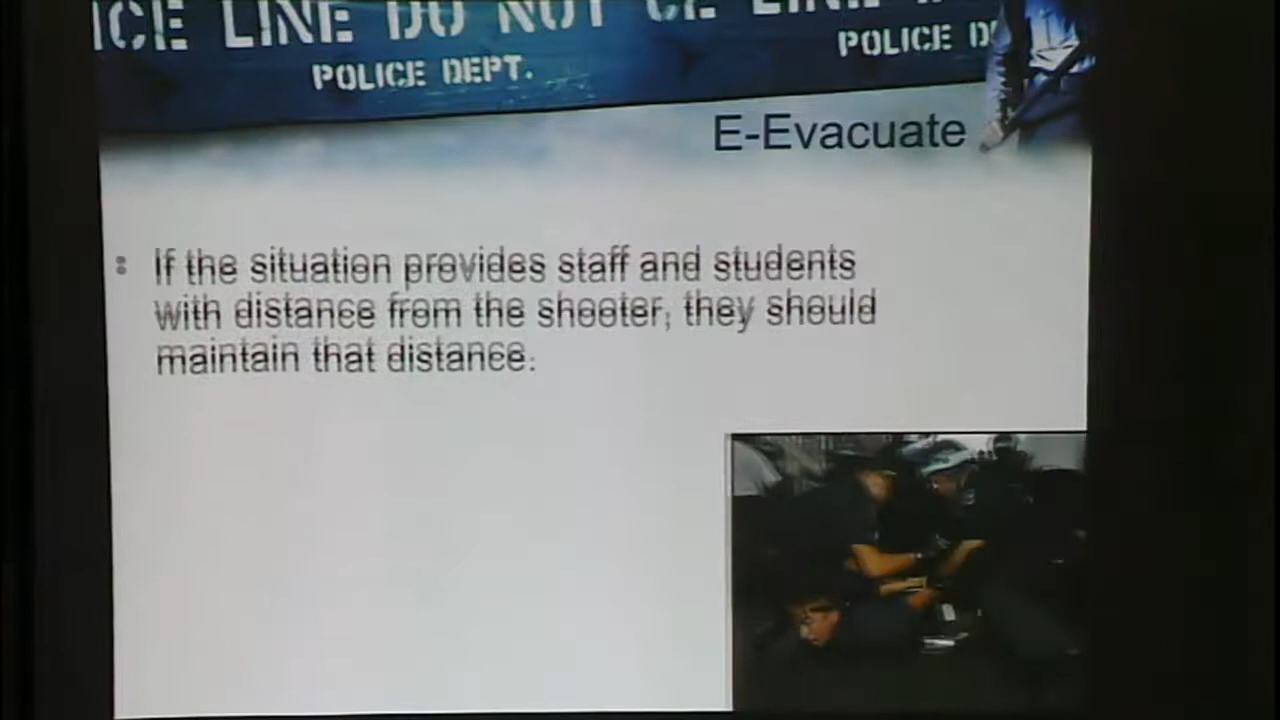 ICE LINE DO NOT
LINE
POLICE DEPT.
POLICE D
E-Evacuate
If the situation provides staff and students
with distance from the shooter, they should
maintain that distance.